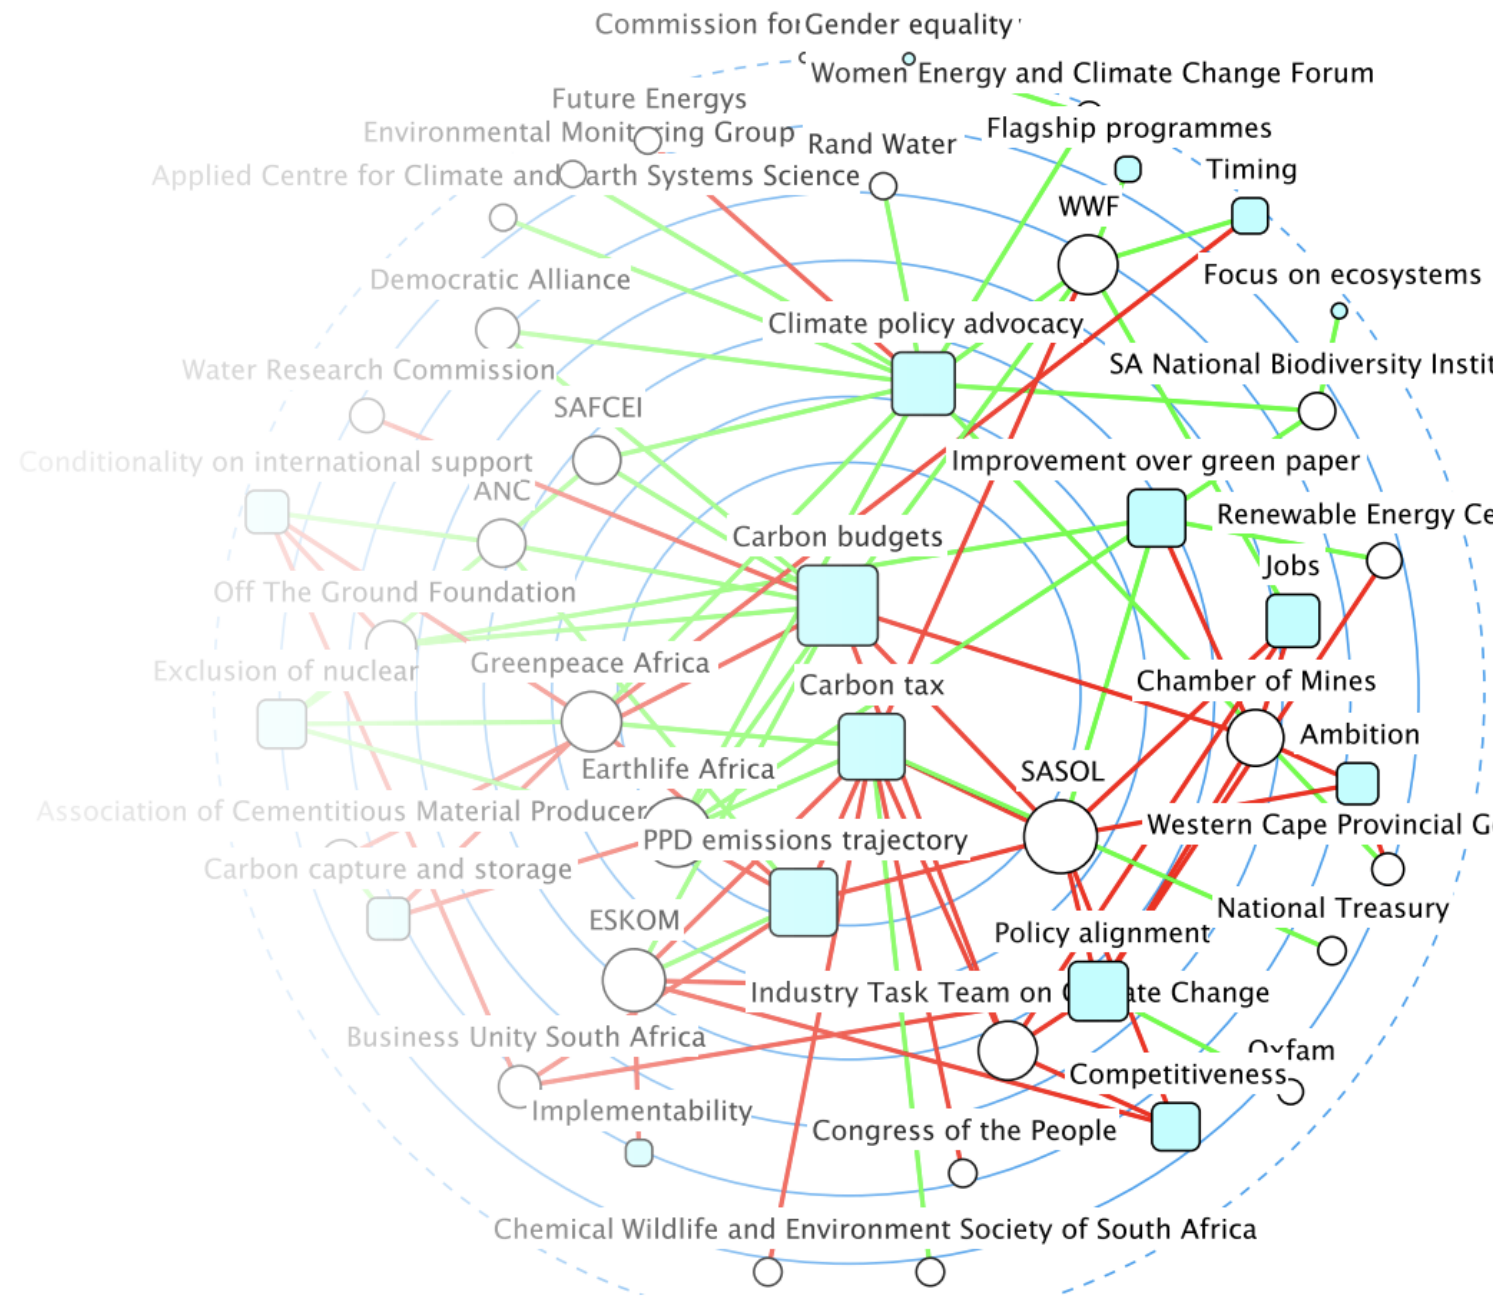 Commission for
Gender equality
Women Energy and Climate Change Forum
Future Energys
Flagship programmes
Environmental Monitoring Group
Rand Water
Timing
Applied Centre for Climate and Earth Systems Science
WWF
Focus on ecosystems
Democratic Alliance
Climate policy advocacy
SA National Biodiversity Instit
Water Research Commission
SAFCEI
Conditionality on international support
Improvement over green paper
ANC
Renewable Energy Ce
Carbon budgets
Jobs
Off The Ground Foundation
Greenpeace Africa
Exclusion of nuclear
Chamber of Mines
Carbon tax
Ambition
Earthlife Africa
SASOL
Association of Cementitious Material Producer
Western Cape Provincial G
PPD emissions trajectory
Carbon capture and storage
National Treasury
ESKOM
Policy alignment
Industry Task Team on Climate Change
Business Unity South Africa
Oxfam
Competitiveness
Implementability
Congress of the People
Chemical Wildlife and Environment Society of South Africa